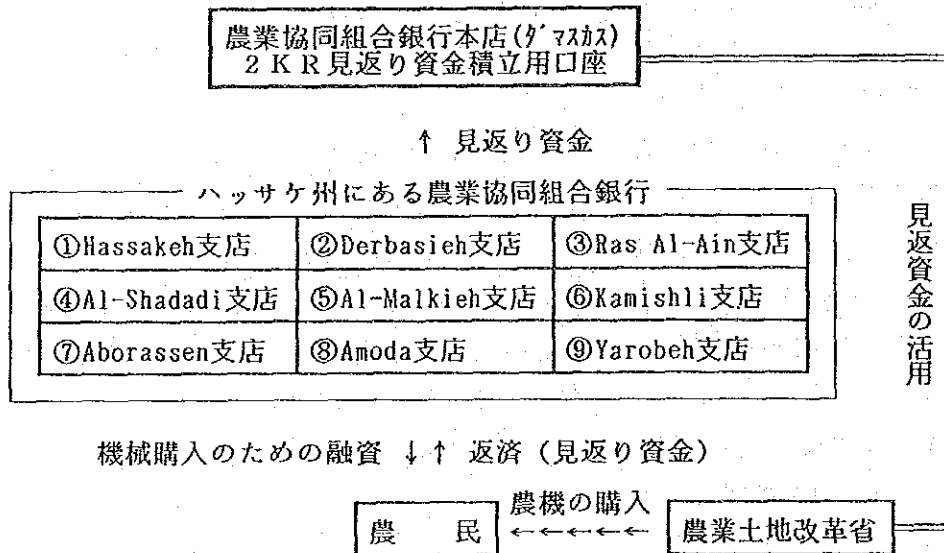 農業協同組合銀行本店(ダマスカス)
2KR見返り資金積立用口座
↑ 見返り資金
ハッサケ州にある農業協同組合銀行
①Hassakeh支店 ②Derbasieh支店 ③Ras Al-Ain支店
④Al-Shadadi支店 ⑤Al-Malkieh支店 ⑥Kamishli支店
⑦Aborassen支店 ⑧Amoda支店 ⑨Yarobeh支店
見返資金の活用
機械購入のための融資 ↓↑ 返済(見返り資金)
農機の購入
農 民 ←←←←← 農業土地改革省